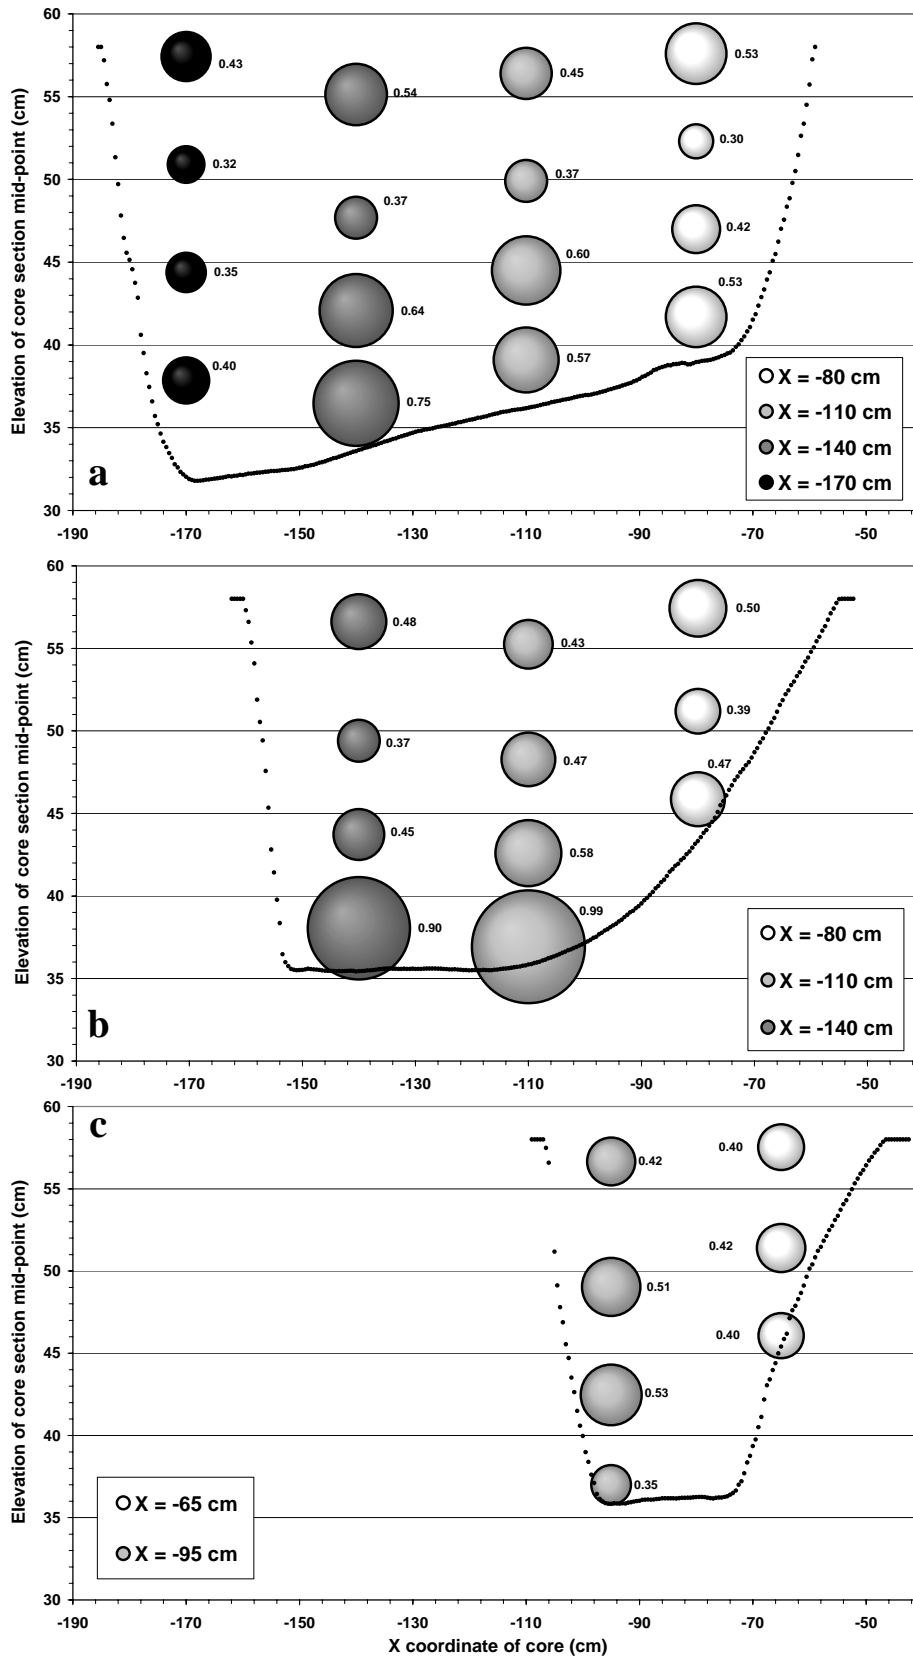 60
55
50
45
40
35
30
Elevation of core section mid-point (cm)
0.43
0.54
0.45
0.53
0.32
0.37
0.37
0.30
0.35
0.64
0.60
0.42
0.40
0.75
0.57
0.53
X = -80 cm
X = -110 cm
X = -140 cm
X = -170 cm
a
-190 -170 -150 -130 -110 -90 -70 -50
60
55
50
45
40
35
30
Elevation of core section mid-point (cm)
0.48
0.43
0.50
0.37
0.47
0.39
0.45
0.58
0.47
0.90
0.99
X = -80 cm
X = -110 cm
X = -140 cm
b
-190 -170 -150 -130 -110 -90 -70 -50
c
60
55
50
45
40
35
30
Elevation of core section mid-point (cm)
0.42
0.40
0.51
0.42
0.53
0.40
0.35
X = -65 cm
X = -95 cm
-190 -170 -150 -130 -110 -90 -70 -50
X coordinate of core (cm)